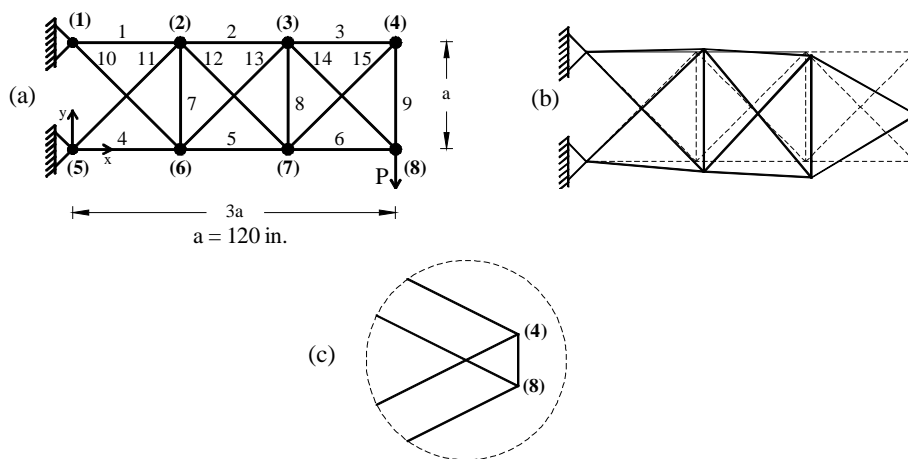 (a)
(1) 1 (2) 2 (3) 3 (4)
10 11 12 13 14 15
7 8 9 a
y
x
4 5 6
(5) (6) (7) (8)
P
3a
a = 120 in.
(b)
(c)
(4)
(8)